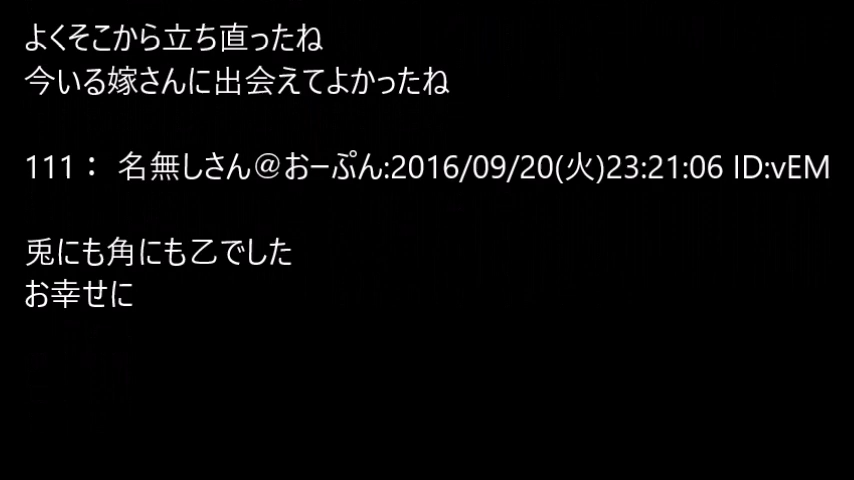 よくそこから立ち直ったね
今いる嫁さんに出会えてよかったね
111： 名無しさん＠おーぷん:2016/09/20(火)23:21:06 ID:vEM
兎にも角にも乙でした
お幸せに